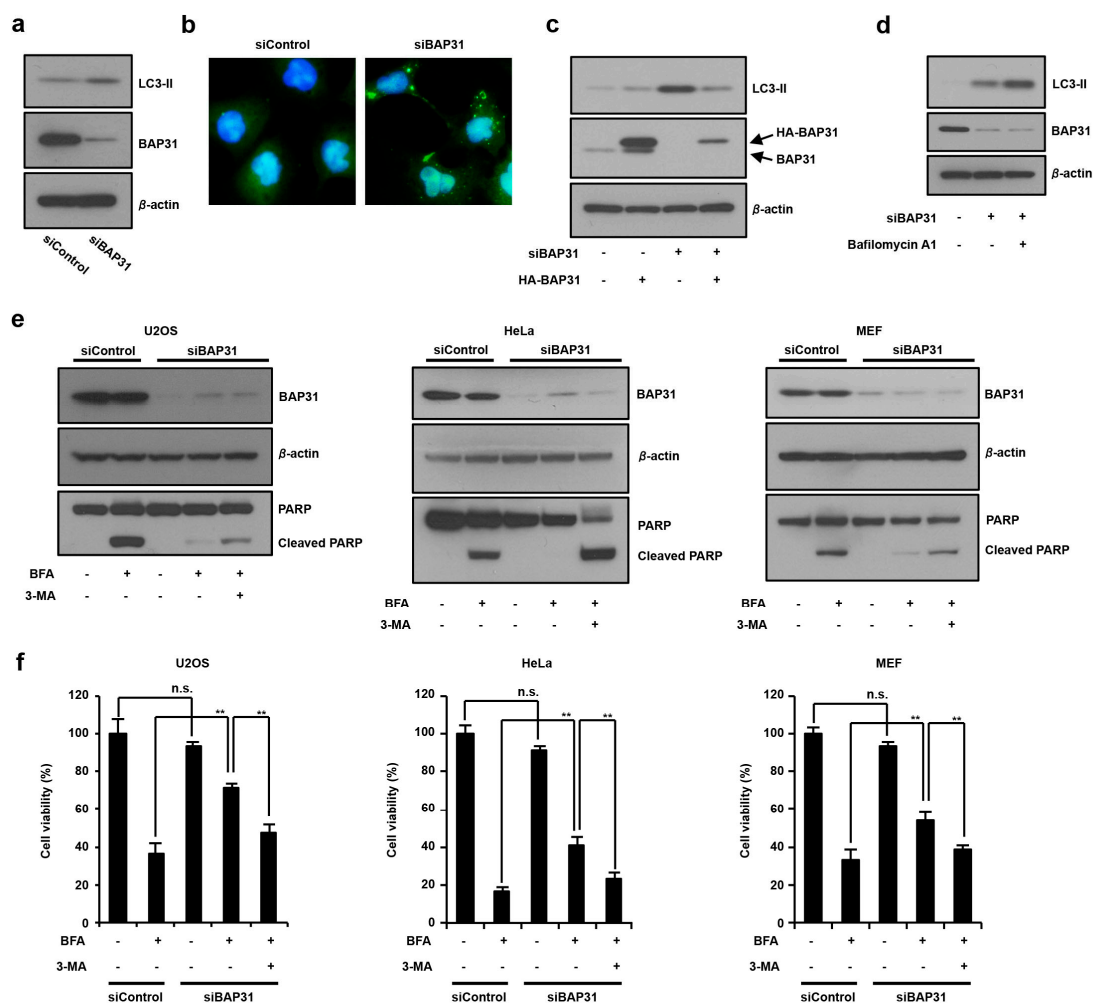 a
LC3-II
BAP31
β-actin
siControl siBAP31
b
siControl siBAP31
c
LC3-II
HA-BAP31
BAP31
β-actin
siBAP31 - - + +
HA-BAP31 - + - +
d
LC3-II
BAP31
β-actin
siBAP31 - + +
Bafilomycin A1 - - +
e
U2OS
siControl siBAP31
BAP31
β-actin
PARP
Cleaved PARP
BFA - + - + +
3-MA - - - - +
HeLa
siControl siBAP31
BAP31
β-actin
PARP
Cleaved PARP
BFA - + - + +
3-MA - - - - +
MEF
siControl siBAP31
BAP31
β-actin
PARP
Cleaved PARP
BFA - + - + +
3-MA - - - - +
f
U2OS
Cell viability (%)
120
100
80
60
40
20
0
n.s.
** **
BFA - + - + +
3-MA - - - - +
siControl siBAP31
HeLa
Cell viability (%)
120
100
80
60
40
20
0
n.s.
** **
BFA - + - + +
3-MA - - - - +
siControl siBAP31
MEF
Cell viability (%)
120
100
80
60
40
20
0
n.s.
** **
BFA - + - + +
3-MA - - - - +
siControl siBAP31